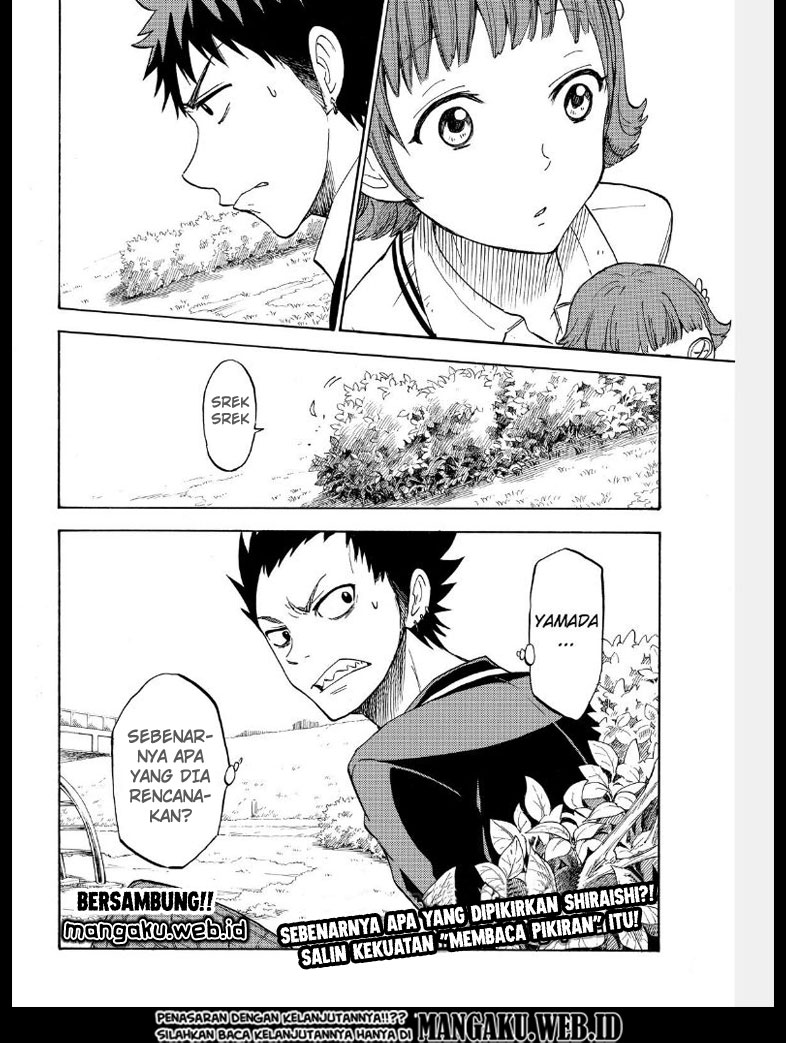 SREK
SREK
YAMADA
...
SEBENAR-
NYA APA
YANG DIA
RENCANA-
KAN?
BERSAMBUNG!!
mangaku.web.id
SEBENARNYA APA YANG DIPIKIRKAN SHIRAISHI?!
SALIN KEKUATAN "MEMBACA PIKIRAN" ITU!
PENASARAN DENGAN KELANJUTANNYA!!??
SILAHKAN BACA KELANJUTANNYA HANYA DI MANGAKU.WEB.ID